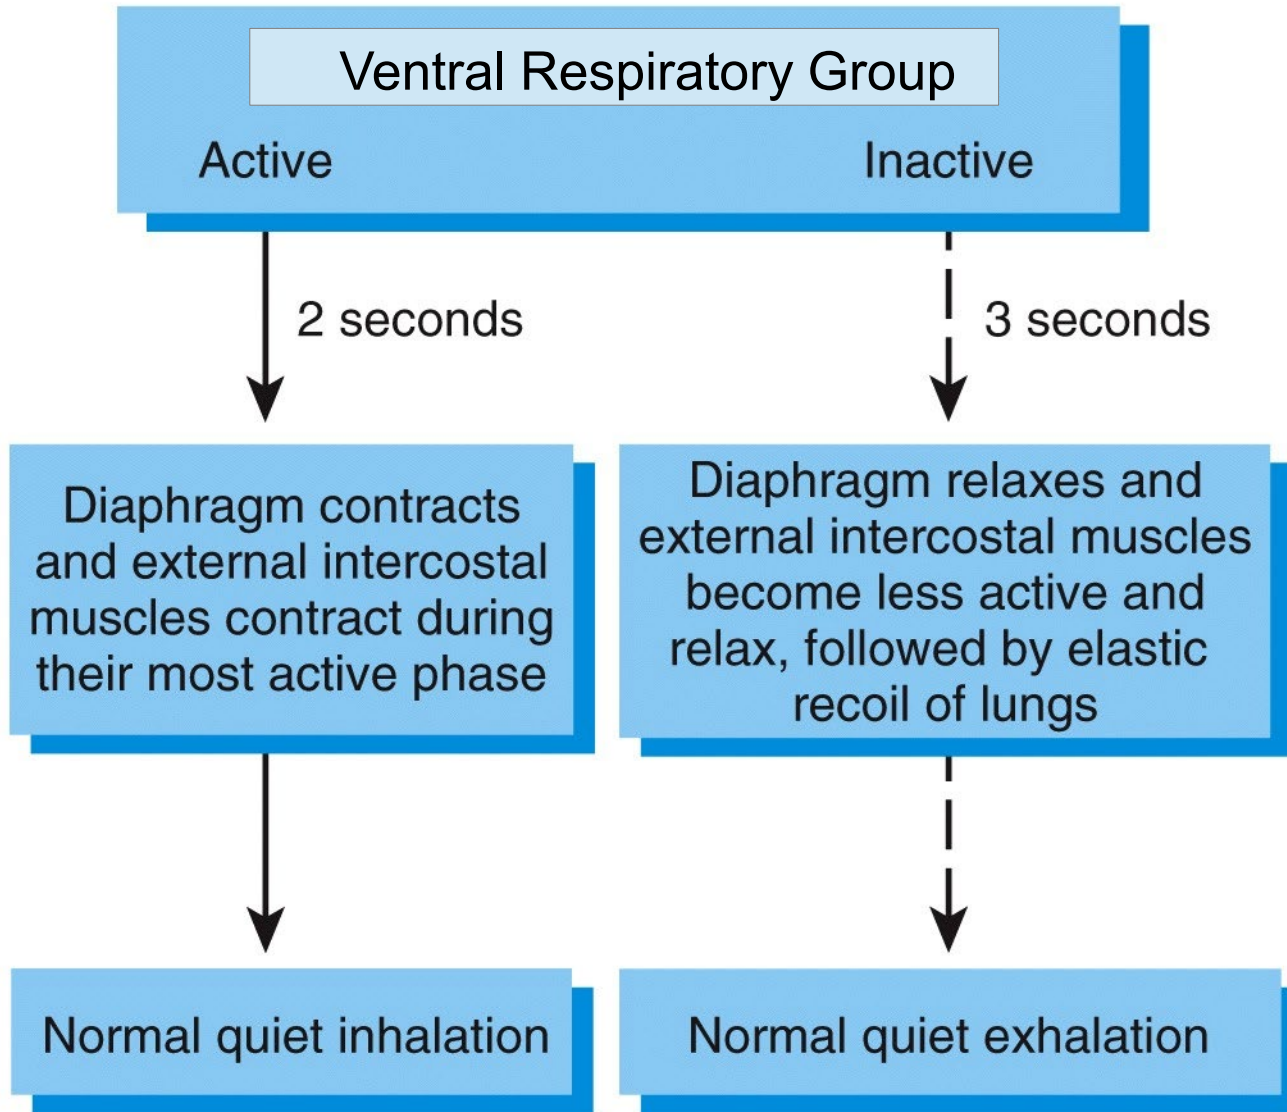 Ventral Respiratory Group
Active
Inactive
2 seconds
3 seconds
Diaphragm contracts
and external intercostal
muscles contract during
their most active phase
Diaphragm relaxes and
external intercostal muscles
become less active and
relax, followed by elastic
recoil of lungs
Normal quiet inhalation
Normal quiet exhalation